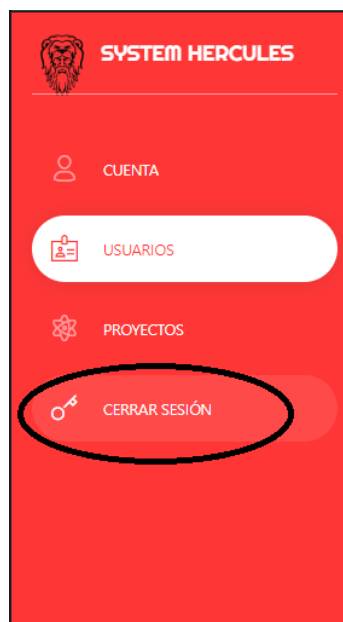 SYSTEM HERCULES
CUENTA
USUARIOS
PROYECTOS
CERRAR SESIÓN